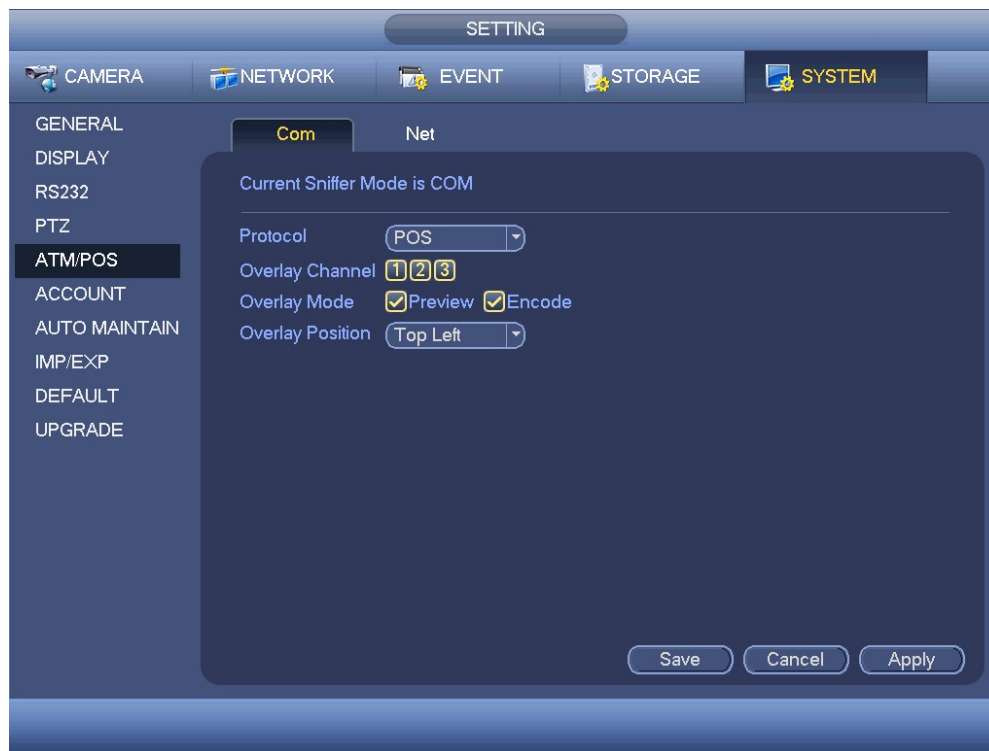 SETTING
CAMERA NETWORK EVENT STORAGE SYSTEM
GENERAL
DISPLAY
RS232
PTZ
ATM/POS
ACCOUNT
AUTO MAINTAIN
IMP/EXP
DEFAULT
UPGRADE
Com Net
Current Sniffer Mode is COM
Protocol POS
Overlay Channel 1 2 3
Overlay Mode Preview Encode
Overlay Position Top Left
Save Cancel Apply